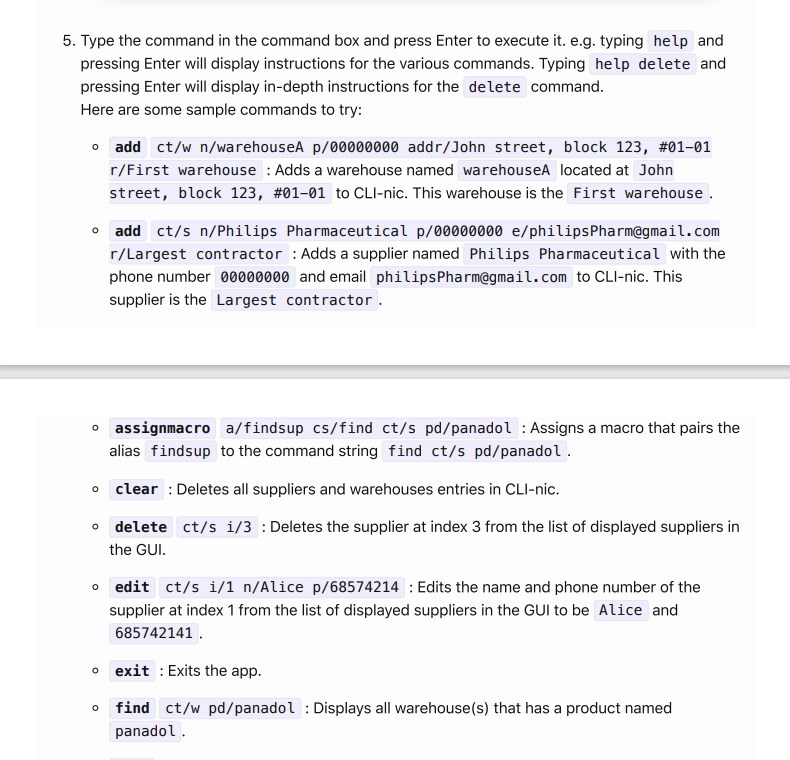 5. Type the command in the command box and press Enter to execute it. e.g. typing help and
pressing Enter will display instructions for the various commands. Typing help delete and
pressing Enter will display in-depth instructions for the delete command.
Here are some sample commands to try:
◦ add ct/w n/warehouseA p/00000000 addr/John street, block 123, #01-01
r/First warehouse : Adds a warehouse named warehouseA located at John
street, block 123, #01-01 to CLI-nic. This warehouse is the First warehouse .
◦ add ct/s n/Philips Pharmaceutical p/00000000 e/philipsPharm@gmail.com
r/Largest contractor : Adds a supplier named Philips Pharmaceutical with the
phone number 00000000 and email philipsPharm@gmail.com to CLI-nic. This
supplier is the Largest contractor .
◦ assignmacro a/findsup cs/find ct/s pd/panadol : Assigns a macro that pairs the
alias findsup to the command string find ct/s pd/panadol .
◦ clear : Deletes all suppliers and warehouses entries in CLI-nic.
◦ delete ct/s i/3 : Deletes the supplier at index 3 from the list of displayed suppliers in
the GUI.
◦ edit ct/s i/1 n/Alice p/68574214 : Edits the name and phone number of the
supplier at index 1 from the list of displayed suppliers in the GUI to be Alice and
685742141 .
◦ exit : Exits the app.
◦ find ct/w pd/panadol : Displays all warehouse(s) that has a product named
panadol .